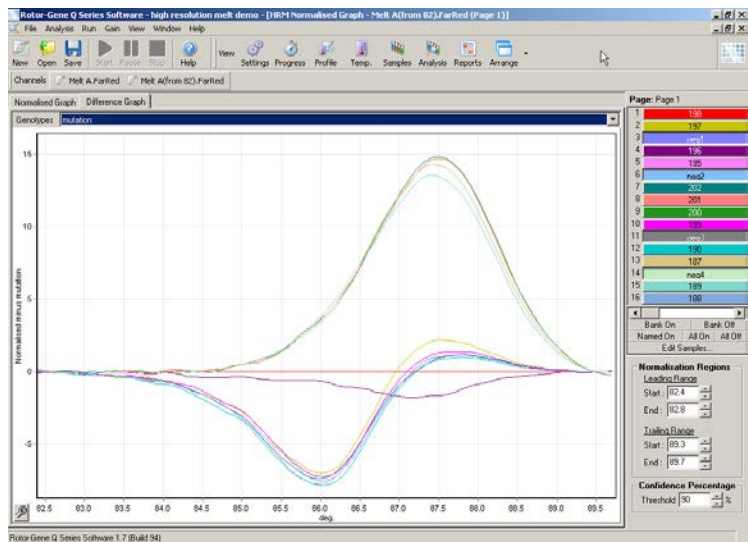 Rotor-Gene Q Series Software - high resolution melt demo - [HRM Normalised Graph - Melt A(from 82).FarRed (Page 1)]
File Analysis Run Gain View Window Help
New Open Save Start Pause Stop Help View Settings Progress Profile Temp. Samples Analysis Reports Arrange
Channels Melt A.FarRed Melt A(from 82).FarRed
Normalised Graph Difference Graph
Genotypes mutation
15
10
5
0
-5
Normalised minus mutation
82.5 83.0 83.5 84.0 84.5 85.0 85.5 86.0 86.5 87.0 87.5 88.0 88.5 89.0 89.5
deg.
Page: Page 1
1 198
2 197
3 neg1
4 196
5 195
6 neg2
7 202
8 201
9 200
10 199
11 neg3
12 190
13 187
14 neg4
15 189
16 188
Bank On Bank Off
Named On All On All Off
Edit Samples...
Normalisation Regions
Leading Range
Start: 82.4
End: 82.8
Trailing Range
Start: 89.3
End: 89.7
Confidence Percentage
Threshold 90 %
Rotor-Gene Q Series Software 1.7 (Build 94)